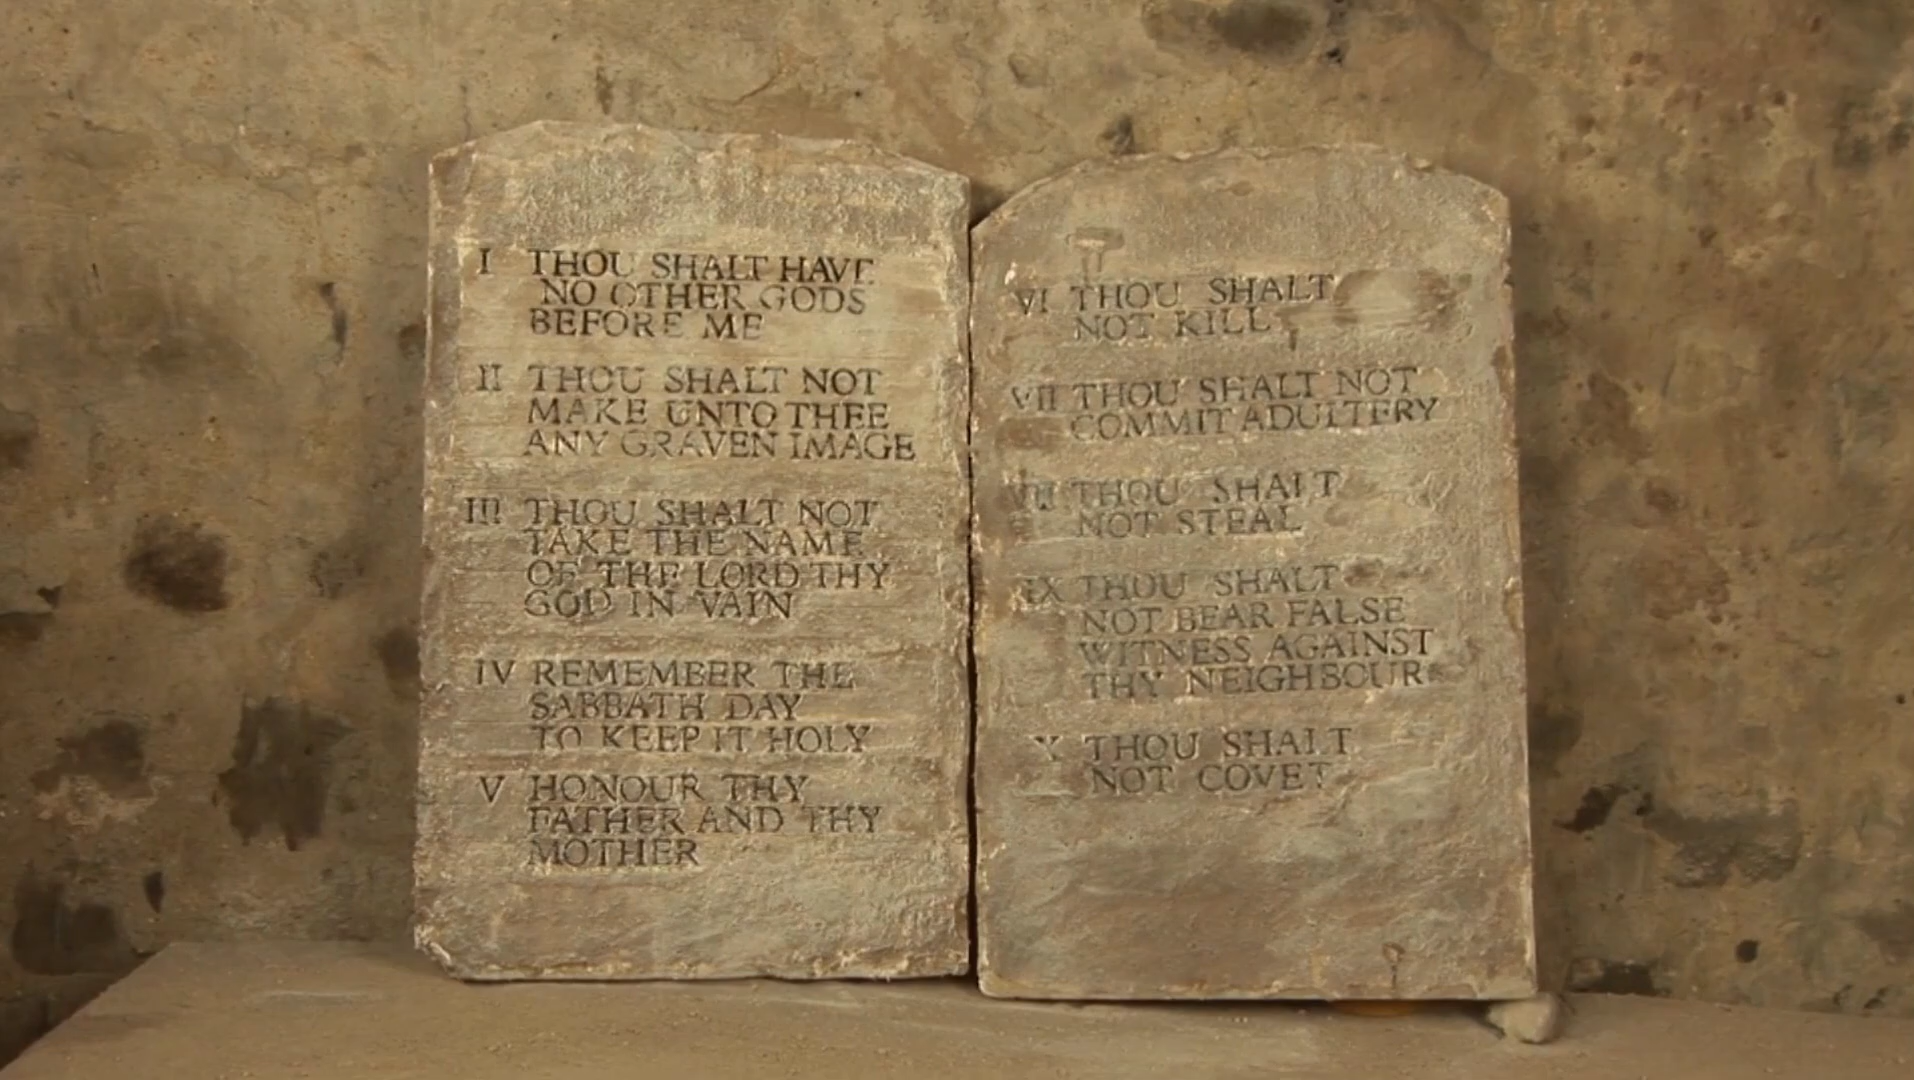 I THOU SHALT HAVE
NO OTHER GODS
BEFORE ME
II THOU SHALT NOT
MAKE UNTO THEE
ANY GRAVEN IMAGE
III THOU SHALT NOT
TAKE THE NAME
OF THE LORD THY
GOD IN VAIN
IV REMEMBER THE
SABBATH DAY
TO KEEP IT HOLY
V HONOUR THY
FATHER AND THY
MOTHER
VI THOU SHALT
NOT KILL
VII THOU SHALT NOT
COMMIT ADULTERY
VIII THOU SHALT
NOT STEAL
IX THOU SHALT
NOT BEAR FALSE
WITNESS AGAINST
THY NEIGHBOUR
X THOU SHALT
NOT COVET